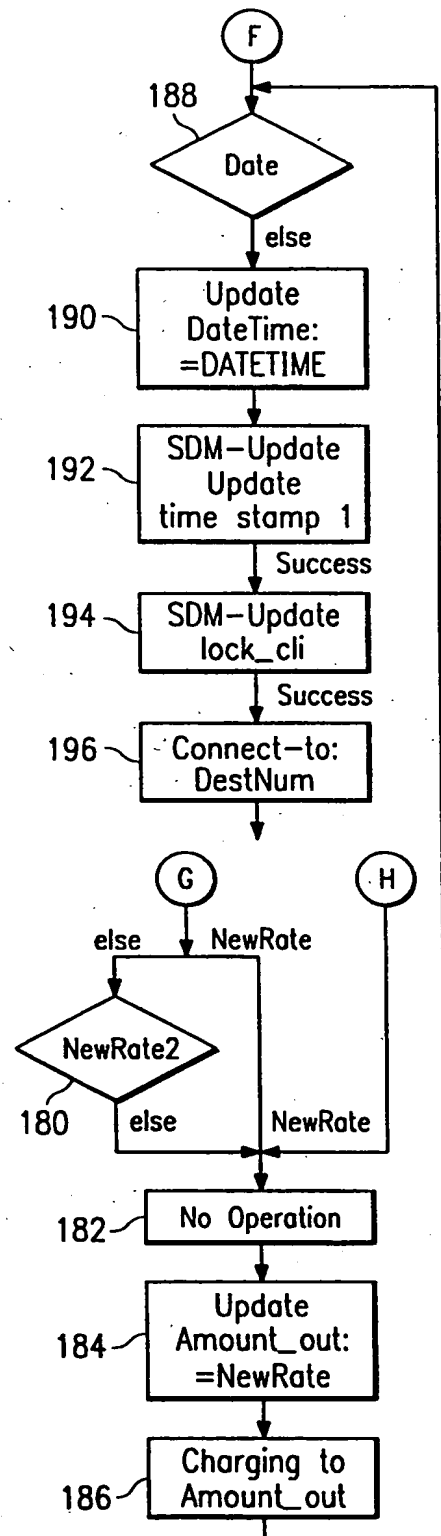 F
188
Date
else
190
Update
DateTime:
=DATETIME
192
SDM-Update
Update
time stamp 1
Success
194
SDM-Update
lock_cli
Success
196
Connect-to:
DestNum
G
H
else
NewRate
NewRate2
180
else
NewRate
182
No Operation
Update
184
Amount_out:
=NewRate
Charging to
186
Amount_out